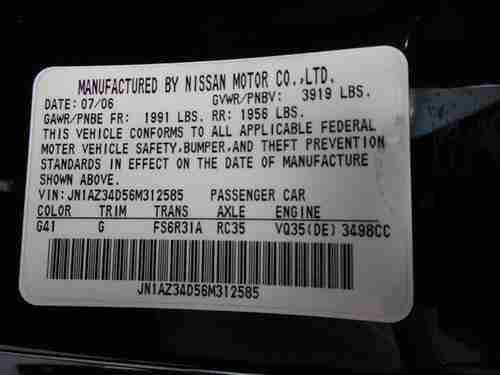 MANUFACTURED BY NISSAN MOTOR CO.,LTD.
DATE: 07/06 GVWR/PNBV: 3919 LBS.
GAWR/PNBE FR: 1991 LBS. RR: 1956 LBS.
THIS VEHICLE CONFORMS TO ALL APPLICABLE FEDERAL
MOTER VEHICLE SAFETY,BUMPER,AND THEFT PREVENTION
STANDARDS IN EFFECT ON THE DATE OF MANUFACTURE
SHOWN ABOVE.
VIN:JN1AZ34D56M312585 PASSENGER CAR
COLOR TRIM TRANS AXLE ENGINE
G41 G FS6R31A RC35 VQ35(DE) 3498CC
JN1AZ34D56M312585